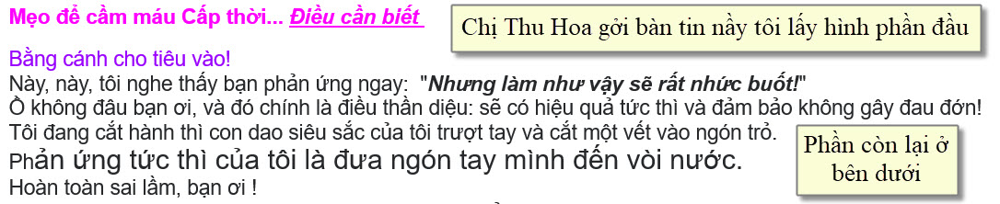 Mẹo để cầm máu Cấp thời... Điều cần biết
Chị Thu Hoa gởi bàn tin nầy tôi lấy hình phần đầu
Bằng cánh cho tiêu vào!
Này, này, tôi nghe thấy bạn phản ứng ngay: "Nhưng làm như vậy sẽ rất nhức buốt!"
Ồ không đâu bạn ơi, và đó chính là điều thần diệu: sẽ có hiệu quả tức thì và đảm bảo không gây đau đớn!
Tôi đang cắt hành thì con dao siêu sắc của tôi trượt tay và cắt một vết vào ngón trỏ.
Phản ứng tức thì của tôi là đưa ngón tay mình đến vòi nước.
Hoàn toàn sai lầm, bạn ơi !
Phần còn lại ở
bên dưới